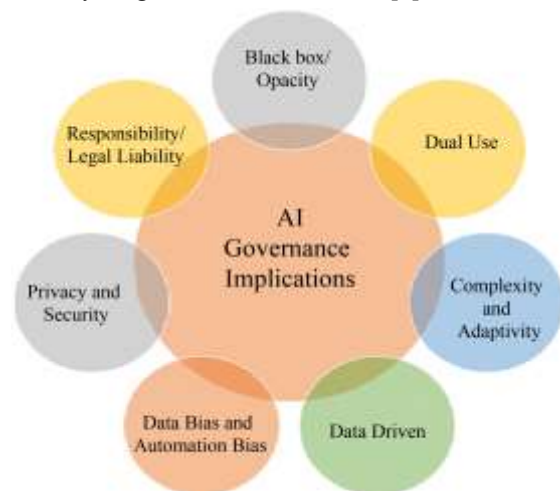 Black box/
Opacity
Responsibility/
Legal Liability
Dual Use
AI
Governance
Implications
Privacy and
Security
Complexity
and
Adaptivity
Data Bias and
Automation Bias
Data Driven